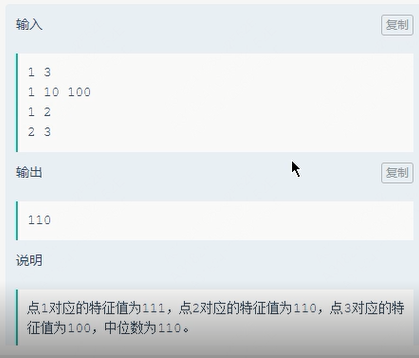 输入
复制
1 3
1 10 100
1 2
2 3
输出
复制
110
说明
点1对应的特征值为111，点2对应的特征值为110，点3对应的特
征值为100，中位数为110。